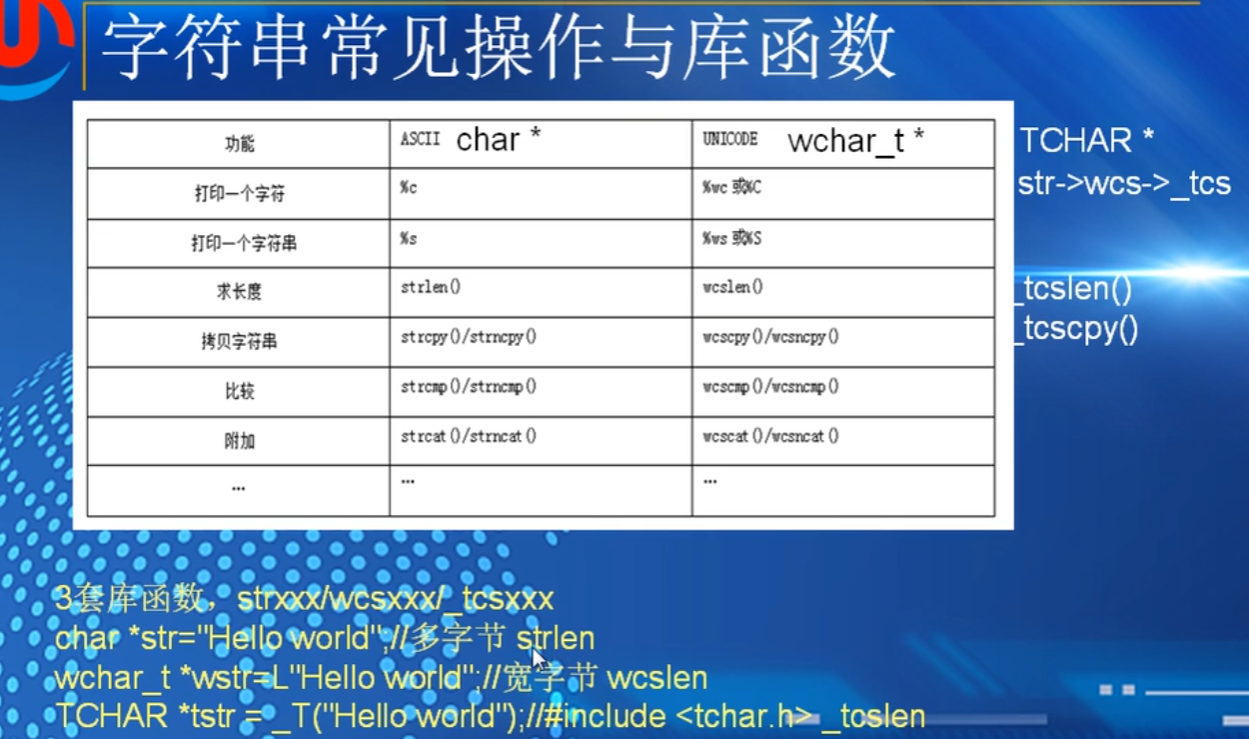 字符串常见操作与库函数
功能 ASCII char * UNICODE wchar_t * TCHAR *
打印一个字符 %c %wc 或%C str->wcs->_tcs
打印一个字符串 %s %ws 或%S
求长度 strlen() wcslen() _tcslen()
拷贝字符串 strcpy()/strncpy() wcscpy()/wcsncpy() _tcscpy()
比较 strcmp()/strncmp() wcscmp()/wcsncmp()
附加 strcat()/strncat() wcscat()/wcsncat()
... ... ...
3套库函数，strxxx/wcsxxx/_tcsxxx
char *str="Hello world";//多字节 strlen
wchar_t *wstr=L"Hello world";//宽字节 wcslen
TCHAR *tstr = _T("Hello world");//#include <tchar.h> _tcslen